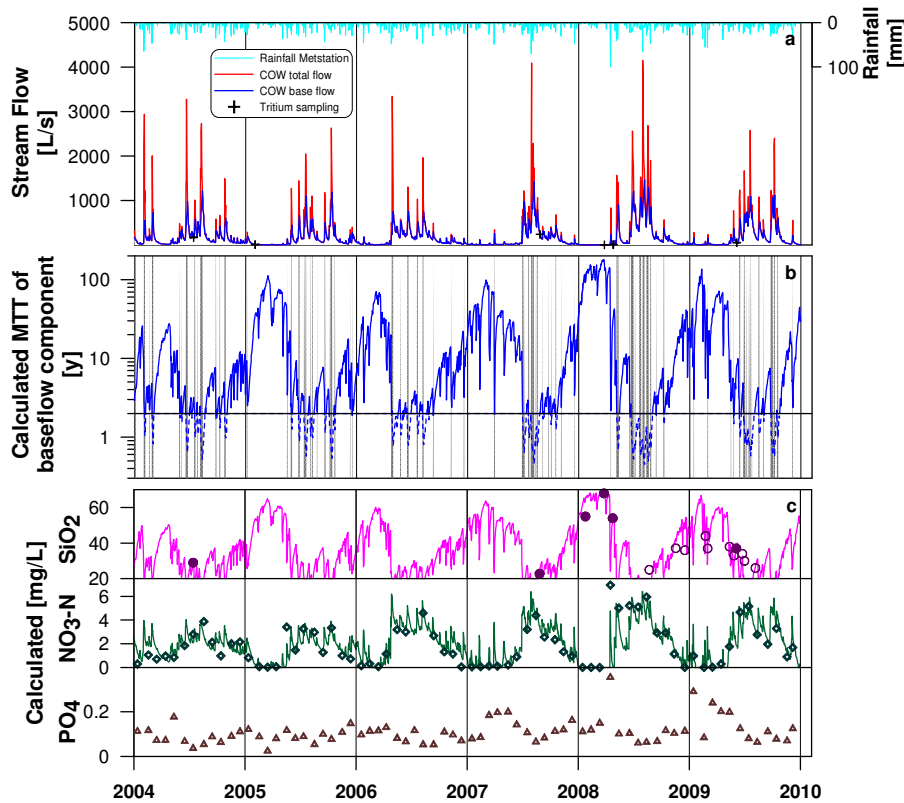 5000
4000
3000
2000
1000
Stream Flow
[L/s]
a
0
100
Rainfall
[mm]
Rainfall Metstation
COW total flow
COW base flow
Tritium sampling
b
100
10
1
Calculated MTT of
baseflow component
[y]
c
60
40
20
SiO2
6
4
2
0
NO3-N
0.2
0
PO4
Calculated [mg/L]
2004 2005 2006 2007 2008 2009 2010